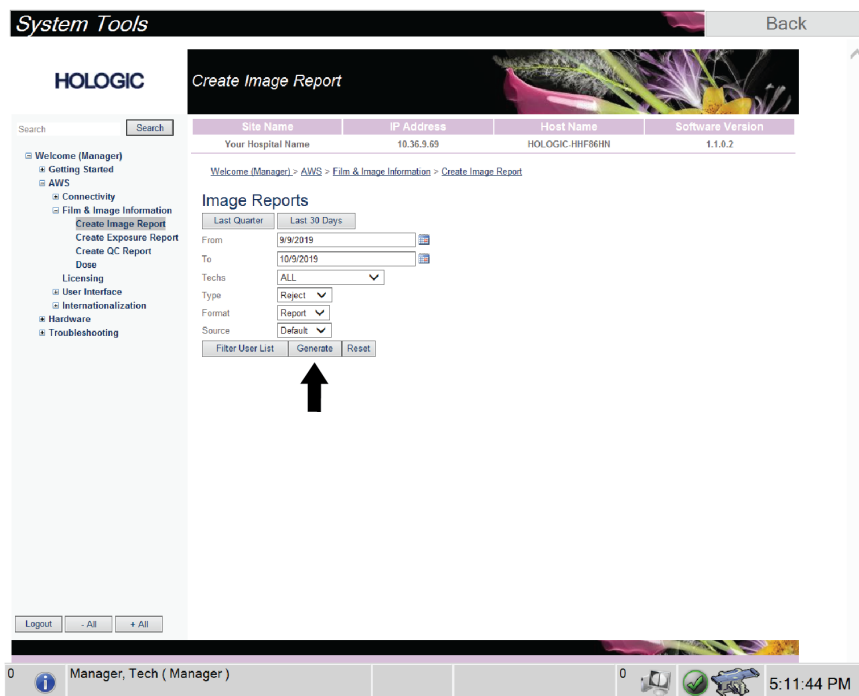 System Tools
Back
HOLOGIC
Create Image Report
Search
Search
Site Name IP Address Host Name Software Version
Your Hospital Name 10.36.9.69 HOLOGIC-HHF86HN 1.1.0.2
Welcome (Manager)
Getting Started
AWS
Connectivity
Film & Image Information
Create Image Report
Create Exposure Report
Create QC Report
Dose
Licensing
User Interface
Internationalization
Hardware
Troubleshooting
Welcome (Manager) > AWS > Film & Image Information > Create Image Report
Image Reports
Last Quarter Last 30 Days
From 9/9/2019
To 10/9/2019
Techs ALL
Type Reject
Format Report
Source Default
Filter User List Generate Reset
Logout - All + All
0 Manager, Tech ( Manager ) 0 5:11:44 PM